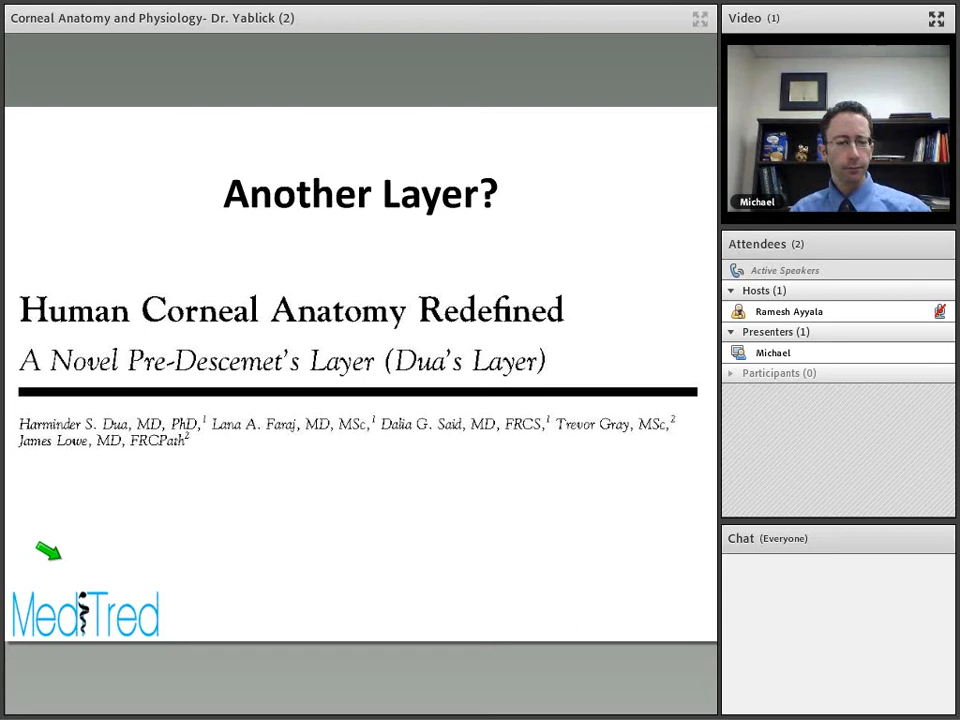 Corneal Anatomy and Physiology- Dr. Yablick (2)
Another Layer?
Human Corneal Anatomy Redefined
A Novel Pre-Descemet's Layer (Dua's Layer)
Harminder S. Dua, MD, PhD,1 Lana A. Faraj, MD, MSc,1 Dalia G. Said, MD, FRCS,1 Trevor Gray, MSc,2
James Lowe, MD, FRCPath2
MediTred
Video (1)
Michael
Attendees (2)
Active Speakers
Hosts (1)
Ramesh Ayyala
Presenters (1)
Michael
Participants (0)
Chat (Everyone)